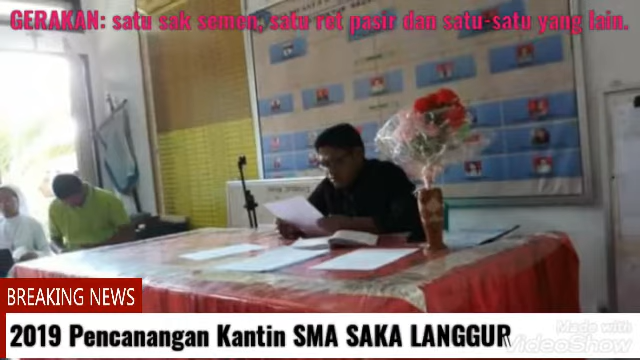 GERAKAN: satu sak semen, satu ret pasir dan satu-satu yang lain.
BREAKING NEWS
2019 Pencanangan Kantin SMA SAKA LANGGUR
Made with
VideoShow